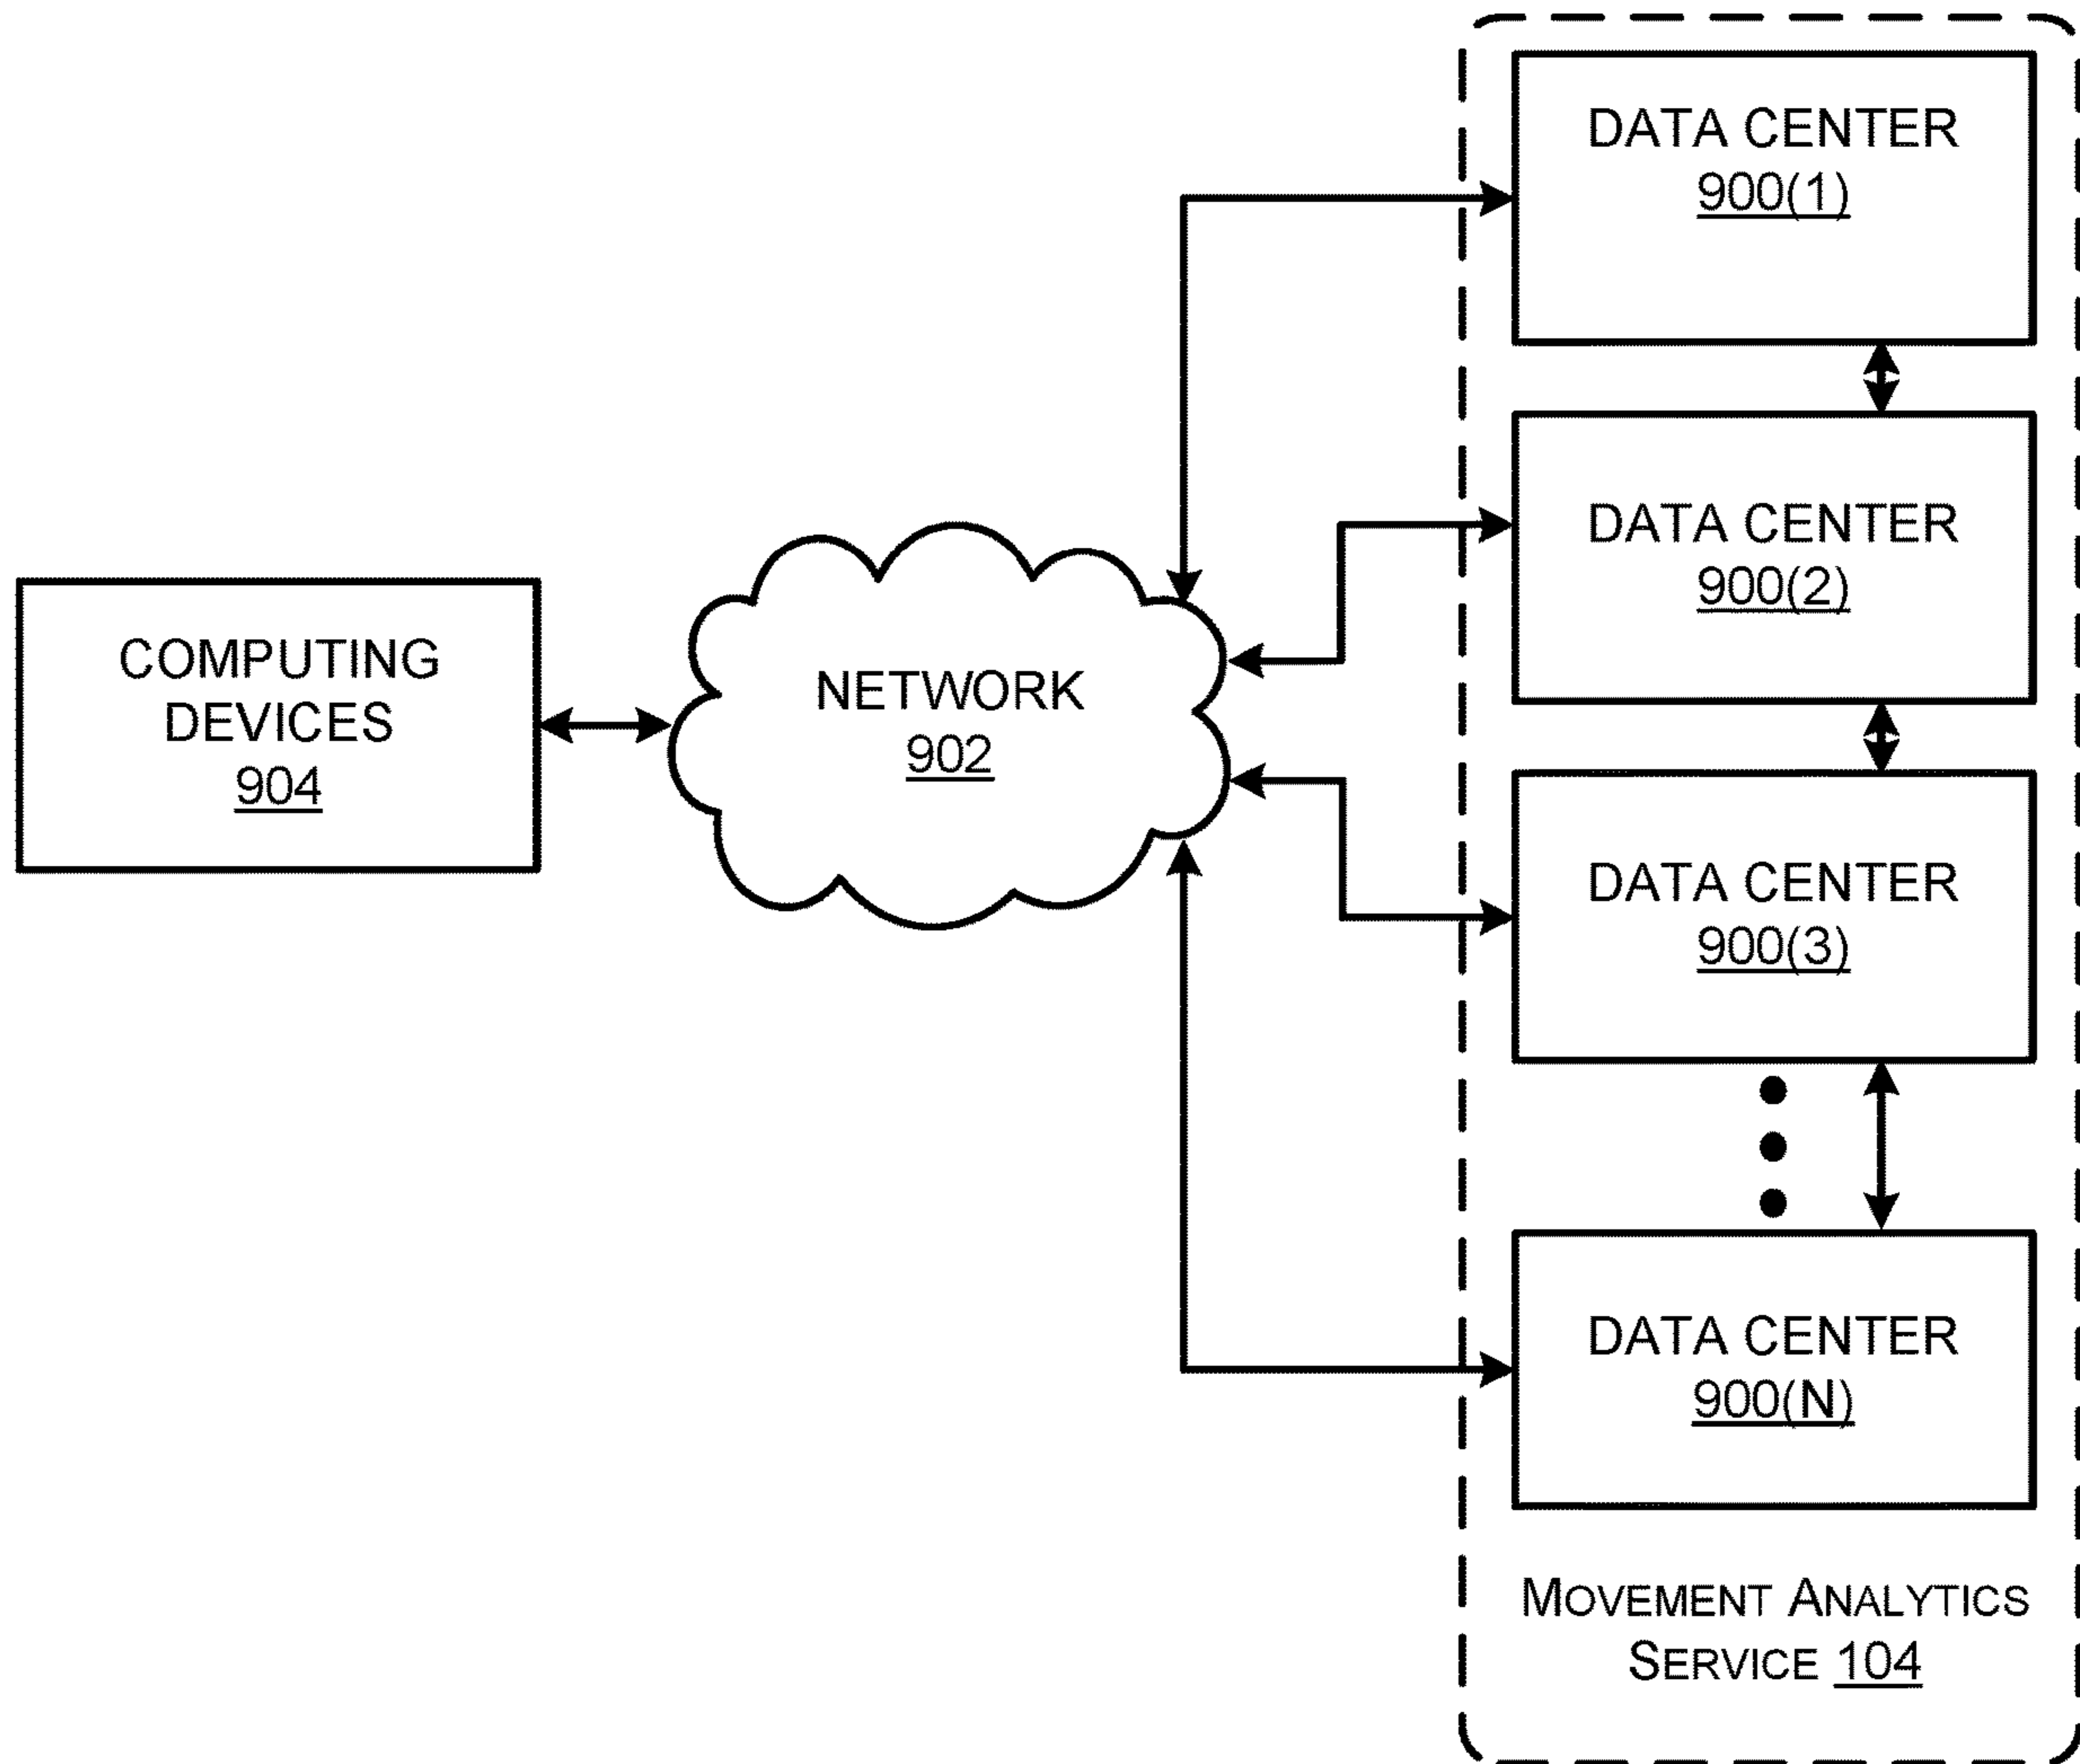 COMPUTING
DEVICES
904
NETWORK
902
DATA CENTER
900(1)
DATA CENTER
900(2)
DATA CENTER
900(3)
DATA CENTER
900(N)
MOVEMENT ANALYTICS
SERVICE 104